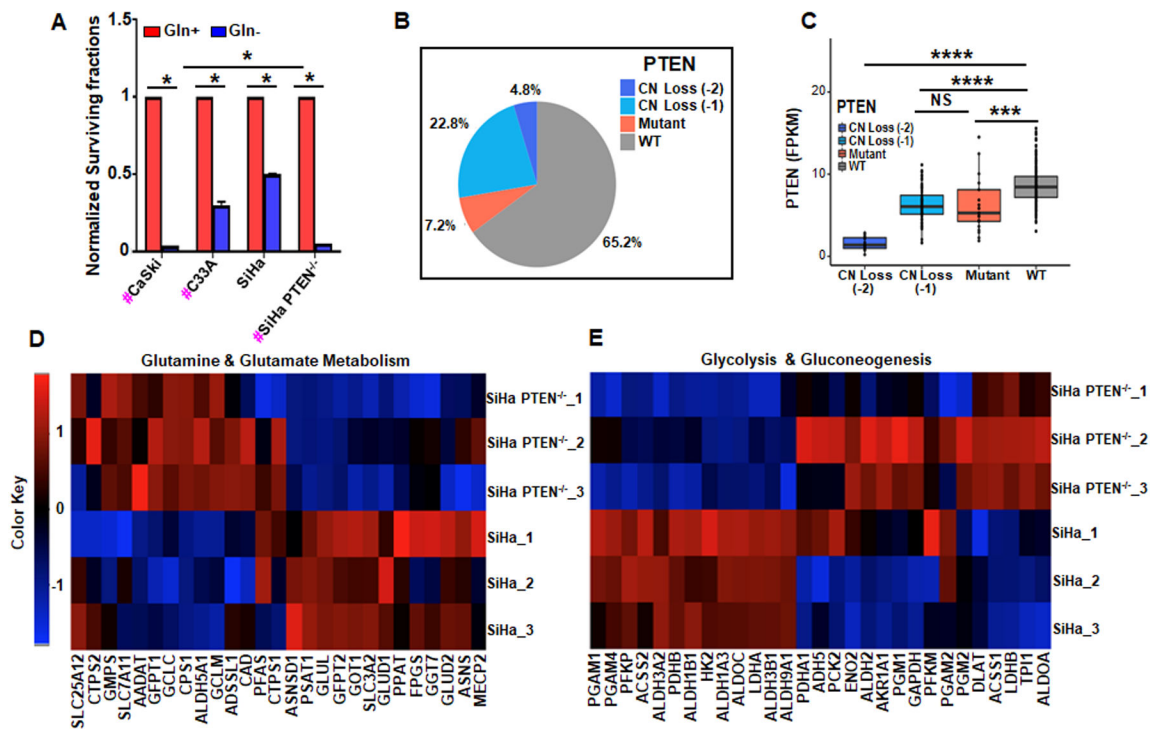 A
Gln+ Gln-
Normalized Surviving fractions
1.5
1
0.5
0
* * * * *
#CaSki
#C33A
SiHa
#SiHa PTEN-/-
B
PTEN
CN Loss (-2)
CN Loss (-1)
Mutant
WT
4.8%
22.8%
7.2%
65.2%
C
PTEN (FPKM)
20
10
0
PTEN
CN Loss (-2)
CN Loss (-1)
Mutant
WT
****
****
NS
***
CN Loss (-2)
CN Loss (-1)
Mutant
WT
D
Glutamine & Glutamate Metabolism
Color Key
1
0
-1
SiHa PTEN-/-_1
SiHa PTEN-/-_2
SiHa PTEN-/-_3
SiHa_1
SiHa_2
SiHa_3
SLC25A12
CTPS2
GMPS
SLC7A11
AADAT
GFPT1
GCLC
CPS1
ALDH5A1
GCLM
ADSSL1
CAD
PFAS
CTPS1
ASNSD1
PSAT1
GLUL
GFPT2
GOT1
SLC3A2
GLUD1
PPAT
FPGS
GGT7
GLUD2
ASNS
MECP2
E
Glycolysis & Gluconeogenesis
SiHa PTEN-/-_1
SiHa PTEN-/-_2
SiHa PTEN-/-_3
SiHa_1
SiHa_2
SiHa_3
PGAM1
PGAM4
PFKP
ACSS2
ALDH3A2
PDHB
ALDH1B1
HK2
ALDH1A3
ALDOC
LDHA
ALDH3B1
ALDH9A1
PDHA1
ADH5
PCK2
ENO2
ALDH2
AKR1A1
PGM1
GAPDH
PFKM
PGAM2
PGM2
DLAT
ACSS1
LDHB
TPI1
ALDOA